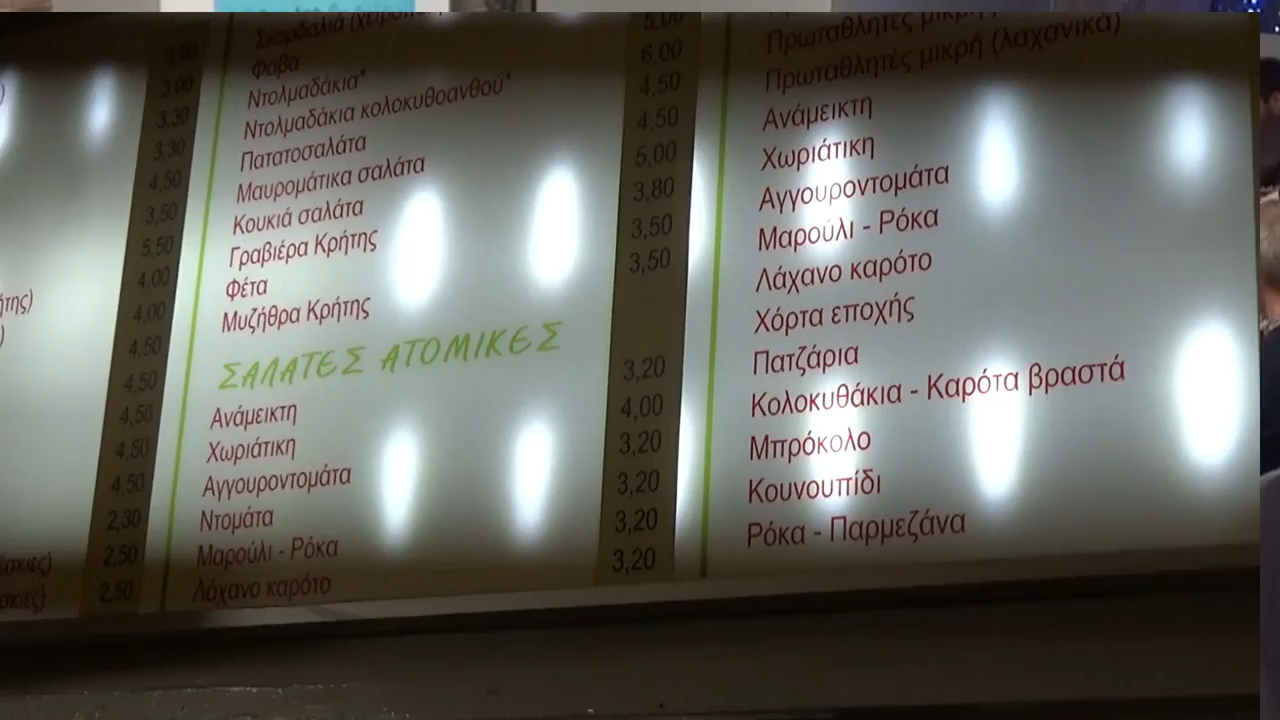 3,00
3,30
3,30
4,50
3,50
5,50
4,00
4,00
4,50
4,50
4,50
4,50
4,50
2,30
2,50
2,50
Σκορδαλιά
Φάβα
Ντολμαδάκια*
Ντολμαδάκια κολοκυθοανθού*
Πατατοσαλάτα
Μαυρομάτικα σαλάτα
Κουκιά σαλάτα
Γραβιέρα Κρήτης
Φέτα
Μυζήθρα Κρήτης
ΣΑΛΑΤΕΣ ΑΤΟΜΙΚΕΣ
Ανάμεικτη
Χωριάτικη
Αγγουροντομάτα
Ντομάτα
Μαρούλι - Ρόκα
Λάχανο καρότο
5,00
6,00
4,50
4,50
5,00
3,80
3,50
3,50
3,20
4,00
3,20
3,20
3,20
3,20
Πρωταθλητές μικρή
Πρωταθλητές μικρή (λαχανικά)
Ανάμεικτη
Χωριάτικη
Αγγουροντομάτα
Μαρούλι - Ρόκα
Λάχανο καρότο
Χόρτα εποχής
Πατζάρια
Κολοκυθάκια - Καρότα βραστά
Μπρόκολο
Κουνουπίδι
Ρόκα - Παρμεζάνα